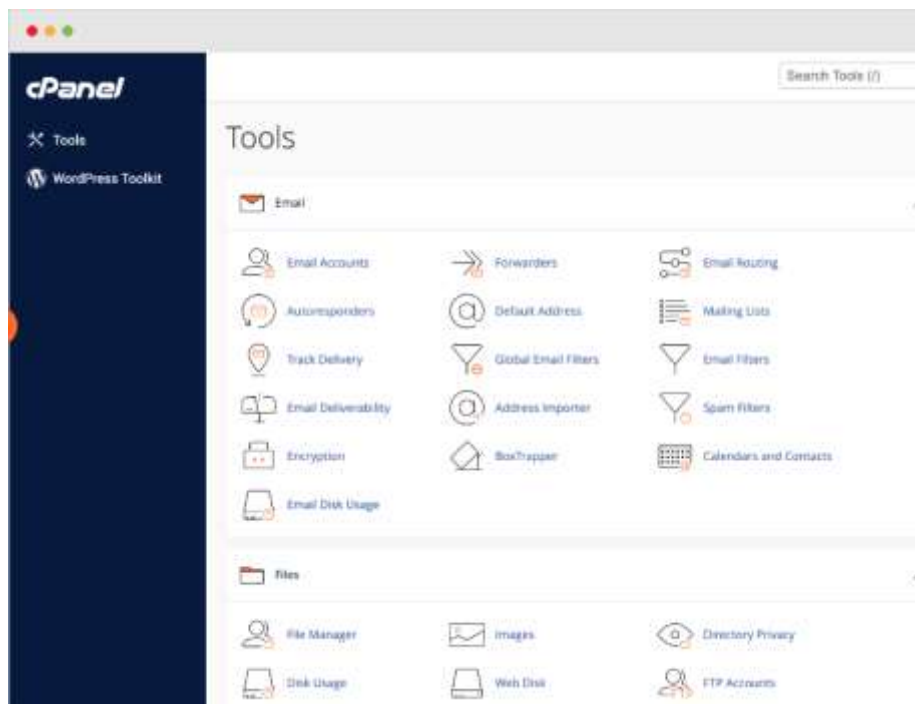 cPanel
Search Tools (/)
Tools
WordPress Toolkit
Tools
Email
Email Accounts
Forwarders
Email Routing
Autoresponders
Default Address
Mailing Lists
Track Delivery
Global Email Filters
Email Filters
Email Deliverability
Address Importer
Spam Filters
Encryption
BoxTrapper
Calendars and Contacts
Email Disk Usage
Files
File Manager
Images
Directory Privacy
Disk Usage
Web Disk
FTP Accounts